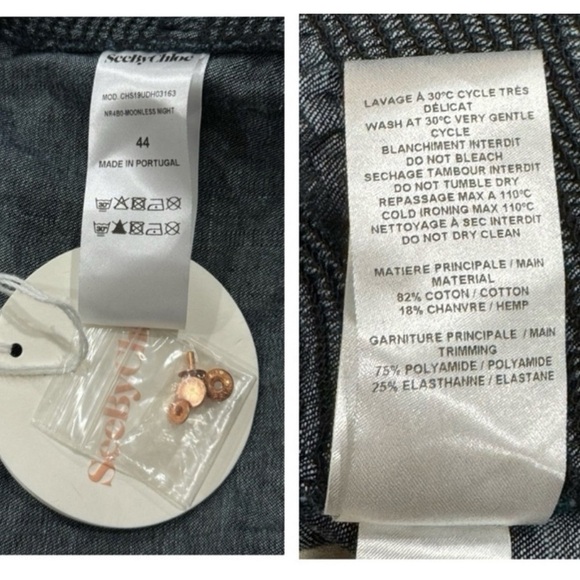 SeeByChloé
MOD. CHS19UDH03163
NR4B0-MOONLESS NIGHT
44
MADE IN PORTUGAL
SeeByChloé
LAVAGE À 30°C CYCLE TRÈS
DÉLICAT
WASH AT 30°C VERY GENTLE
CYCLE
BLANCHIMENT INTERDIT
DO NOT BLEACH
SECHAGE TAMBOUR INTERDIT
DO NOT TUMBLE DRY
REPASSAGE MAX A 110°C
COLD IRONING MAX 110°C
NETTOYAGE À SEC INTERDIT
DO NOT DRY CLEAN
MATIERE PRINCIPALE / MAIN
MATERIAL
82% COTON / COTTON
18% CHANVRE / HEMP
GARNITURE PRINCIPALE / MAIN
TRIMMING
75% POLYAMIDE / POLYAMIDE
25% ELASTHANNE / ELASTANE